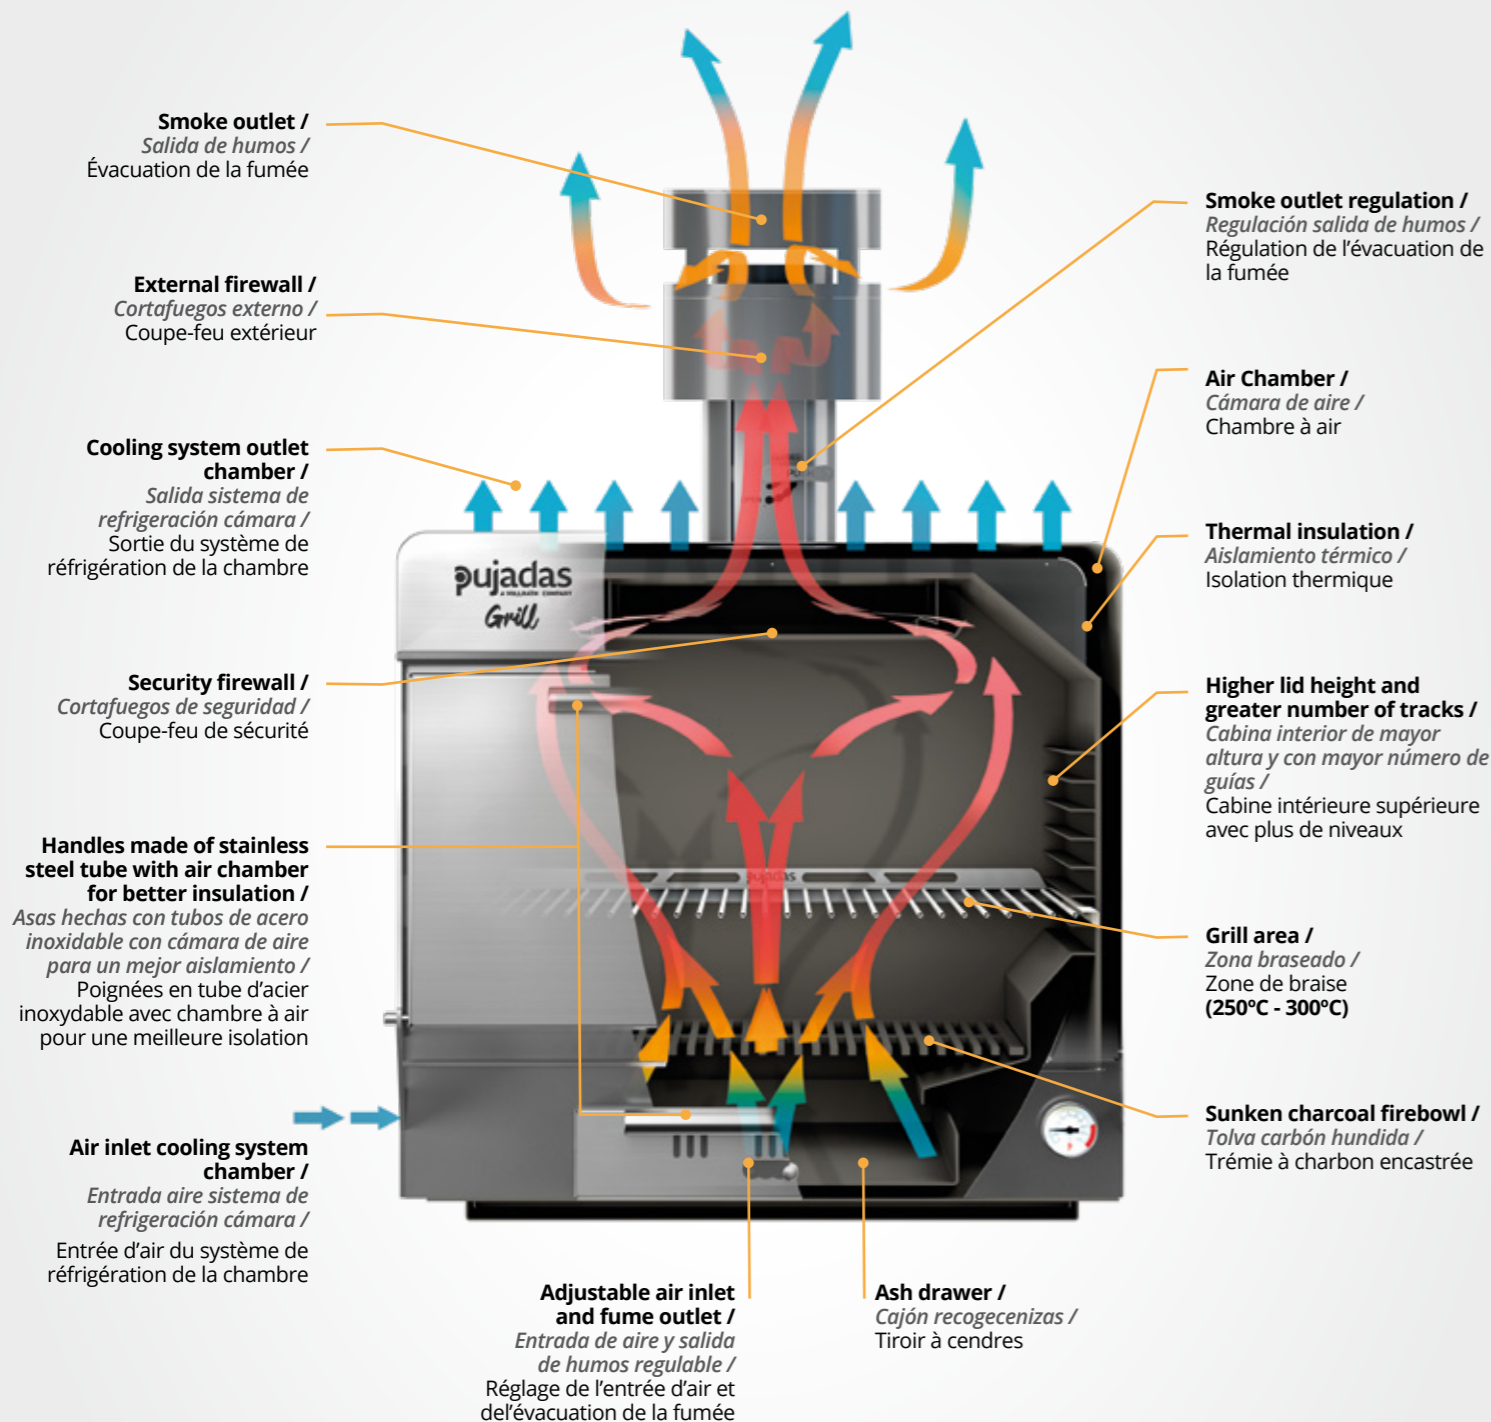 Smoke outlet /
Salida de humos /
Évacuation de la fumée
External firewall /
Cortafuegos externo /
Coupe-feu extérieur
Cooling system outlet
chamber /
Salida sistema de
refrigeración cámara /
Sortie du système de
réfrigération de la chambre
Security firewall /
Cortafuegos de seguridad /
Coupe-feu de sécurité
Handles made of stainless
steel tube with air chamber
for better insulation /
Asas hechas con tubos de acero
inoxidable con cámara de aire
para un mejor aislamiento /
Poignées en tube d’acier
inoxydable avec chambre à air
pour une meilleure isolation
Air inlet cooling system
chamber /
Entrada aire sistema de
refrigeración cámara /
Entrée d’air du système de
réfrigération de la chambre
pujadas
A VOLLRATH COMPANY
Grill
pujadas
Adjustable air inlet
and fume outlet /
Entrada de aire y salida
de humos regulable /
Réglage de l’entrée d’air et
del’évacuation de la fumée
Ash drawer /
Cajón recogecenizas /
Tiroir à cendres
Smoke outlet regulation /
Regulación salida de humos /
Régulation de l’évacuation de
la fumée
Air Chamber /
Cámara de aire /
Chambre à air
Thermal insulation /
Aislamiento térmico /
Isolation thermique
Higher lid height and
greater number of tracks /
Cabina interior de mayor
altura y con mayor número de
guías /
Cabine intérieure supérieure
avec plus de niveaux
Grill area /
Zona braseado /
Zone de braise
(250ºC - 300ºC)
Sunken charcoal firebowl /
Tolva carbón hundida /
Trémie à charbon encastrée